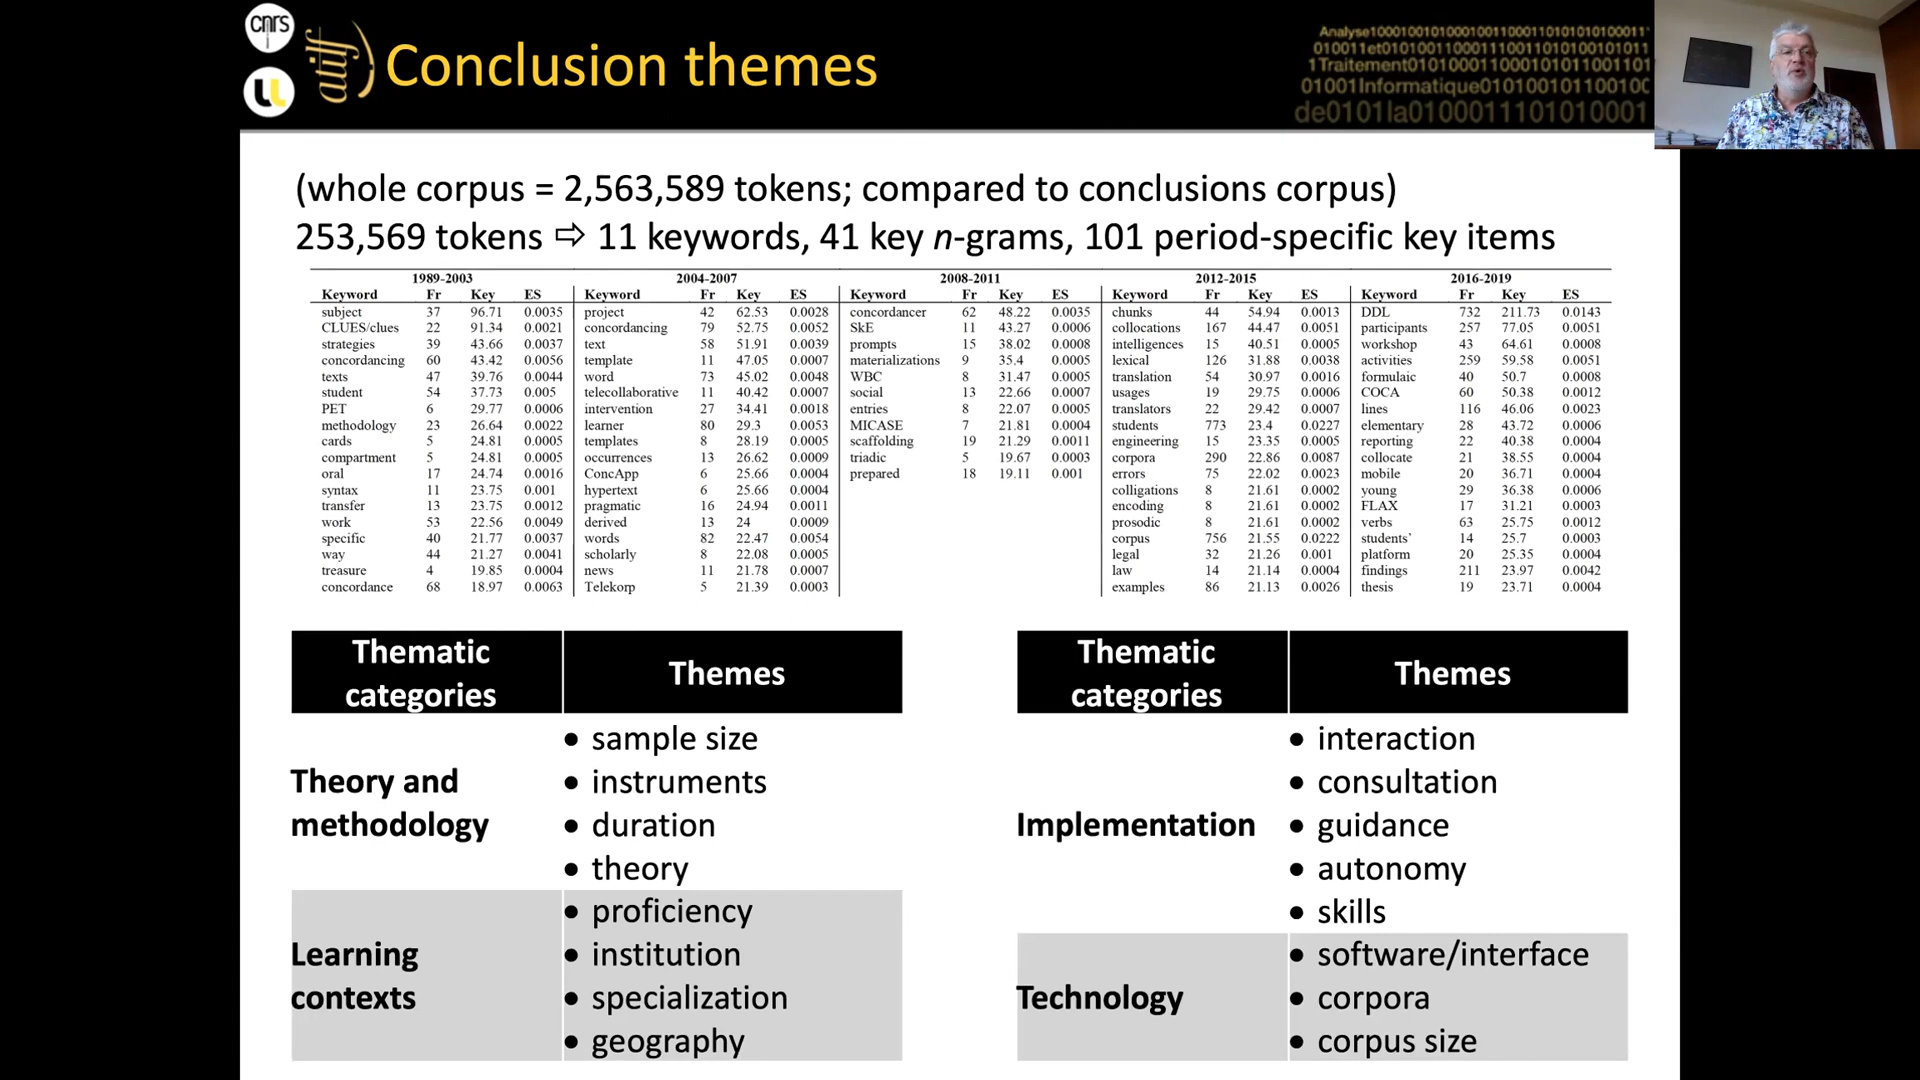 cnrs
atilf
UL
Conclusion themes
Analyse10001001010001001100011010101010100011
010011et0101001100011100110101001010​11
1Traitement01010001100010101011001101
01001Informatique010100101100100
de0101la0100011101010001
(whole corpus = 2,563,589 tokens; compared to conclusions corpus)
253,569 tokens ⇨ 11 keywords, 41 key n-grams, 101 period-specific key items
1989-2003 2004-2007 2008-2011 2012-2015 2016-2019
Keyword Fr Key ES Keyword Fr Key ES Keyword Fr Key ES Keyword Fr Key ES Keyword Fr Key ES
subject 37 96.71 0.0035 project 42 62.53 0.0028 concordancer 62 48.22 0.0035 chunks 44 54.94 0.0013 DDL 732 211.73 0.0143
CLUES/clues 22 91.34 0.0021 concordancing 79 52.75 0.0052 SkE 11 43.27 0.0006 collocations 167 44.47 0.0051 participants 257 77.05 0.0051
strategies 39 43.66 0.0037 text 58 51.91 0.0039 prompts 15 38.02 0.0008 intelligences 15 40.51 0.0005 workshop 43 64.61 0.0008
concordancing 60 43.42 0.0056 template 11 47.05 0.0007 materializations 9 35.4 0.0005 lexical 126 31.88 0.0038 activities 259 59.58 0.0051
texts 47 39.76 0.0044 word 73 45.02 0.0048 WBC 8 31.47 0.0005 translation 54 30.97 0.0016 formulaic 40 50.7 0.0008
student 54 37.73 0.005 telecollaborative 11 40.42 0.0007 social 13 22.66 0.0007 usages 19 29.75 0.0006 COCA 60 50.38 0.0012
PET 6 29.77 0.0006 intervention 27 34.41 0.0018 entries 8 22.07 0.0005 translators 22 29.42 0.0007 lines 116 46.06 0.0023
methodology 23 26.64 0.0022 learner 80 29.3 0.0053 MICASE 7 21.81 0.0004 students 773 23.4 0.0227 elementary 28 43.72 0.0006
cards 5 24.81 0.0005 templates 8 28.19 0.0005 scaffolding 19 21.29 0.0011 engineering 15 23.35 0.0005 reporting 22 40.38 0.0004
compartment 5 24.81 0.0005 occurrences 13 26.62 0.0009 triadic 5 19.67 0.0003 corpora 290 22.86 0.0087 collocate 21 38.55 0.0004
oral 17 24.74 0.0016 ConcApp 6 25.66 0.0004 prepared 18 19.11 0.001 errors 75 22.02 0.0023 mobile 20 36.71 0.0004
syntax 11 23.75 0.001 hypertext 6 25.66 0.0004 colligations 8 21.61 0.0002 young 29 36.38 0.0006
transfer 13 23.75 0.0012 pragmatic 16 24.94 0.0011 encoding 8 21.61 0.0002 FLAX 17 31.21 0.0003
work 53 22.56 0.0049 derived 13 24 0.0009 prosodic 8 21.61 0.0002 verbs 63 25.75 0.0012
specific 40 21.77 0.0037 words 82 22.47 0.0054 corpus 756 21.55 0.0222 students’ 14 25.7 0.0003
way 44 21.27 0.0041 scholarly 8 22.08 0.0005 legal 32 21.26 0.001 platform 20 25.35 0.0004
treasure 4 19.85 0.0004 news 11 21.78 0.0007 law 14 21.14 0.0004 findings 211 23.97 0.0042
concordance 68 18.97 0.0063 Telekorp 5 21.39 0.0003 examples 86 21.13 0.0026 thesis 19 23.71 0.0004
Thematic
categories
Themes
Theory and
methodology
• sample size
• instruments
• duration
• theory
Learning
contexts
• proficiency
• institution
• specialization
• geography
Thematic
categories
Themes
Implementation
• interaction
• consultation
• guidance
• autonomy
• skills
Technology
• software/interface
• corpora
• corpus size